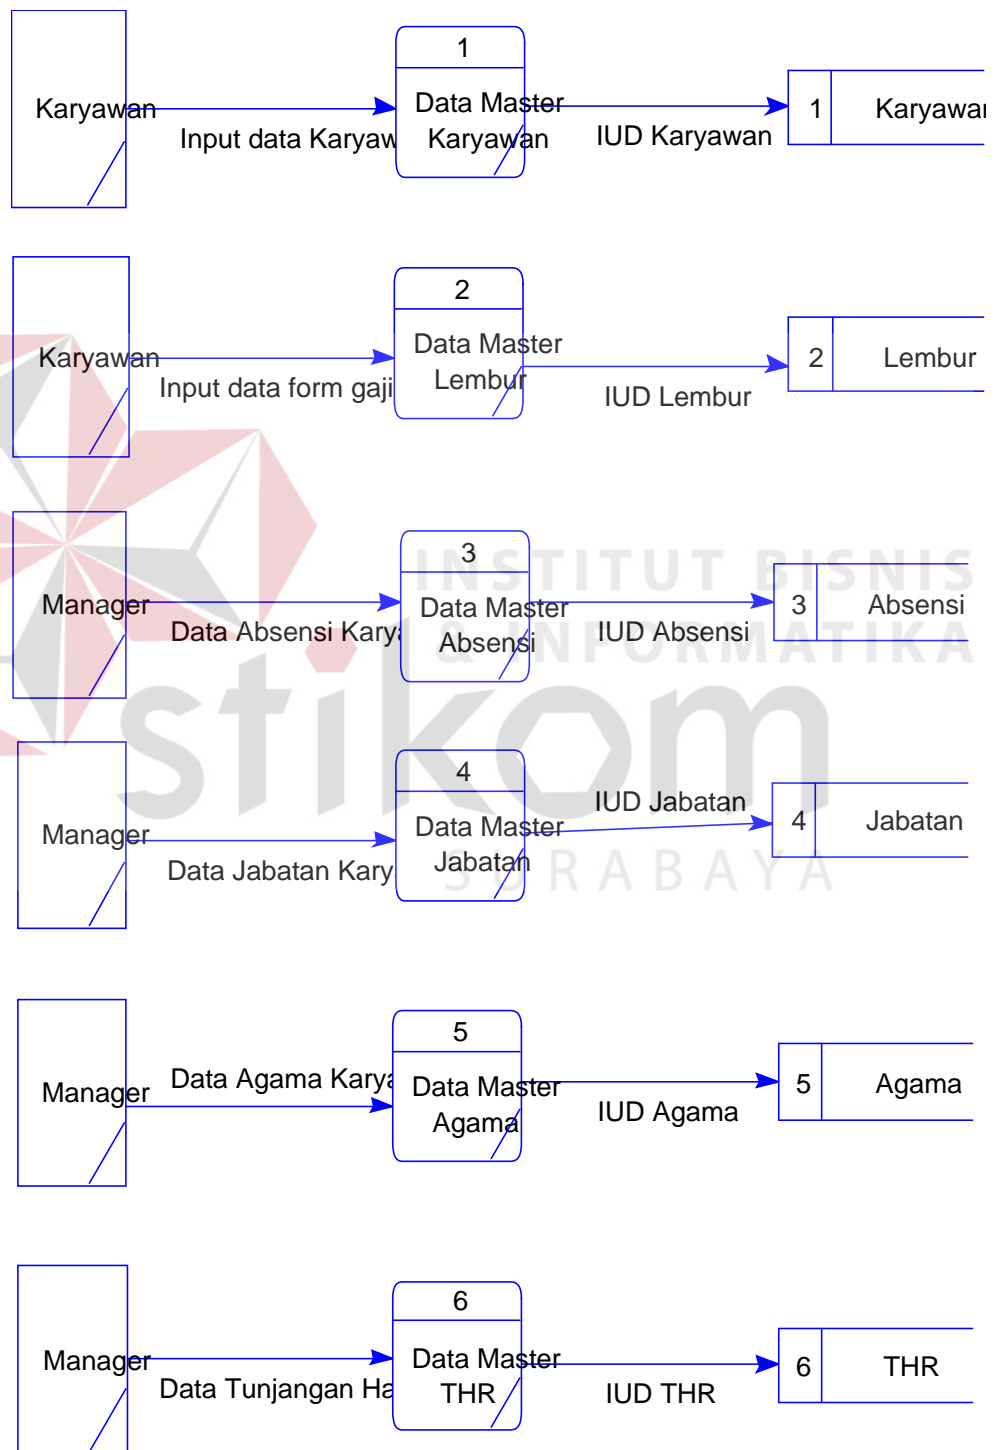 1
Karyawan
Data Master
Karyawan
1
Karyawan
Input data Karyaw
IUD Karyawan
2
Karyawan
Data Master
Lembur
2
Lembur
Input data form gaji
IUD Lembur
INSTITUT BISNIS
& INFORMATIKA
3
Manager
Data Master
Absensi
3
Absensi
Data Absensi Karya
IUD Absensi
stikom
SURABAYA
4
Manager
Data Master
Jabatan
IUD Jabatan
4
Jabatan
Data Jabatan Kary
5
Manager
Data Agama Karya
Data Master
Agama
5
Agama
IUD Agama
6
Manager
Data Master
THR
6
THR
Data Tunjangan Ha
IUD THR